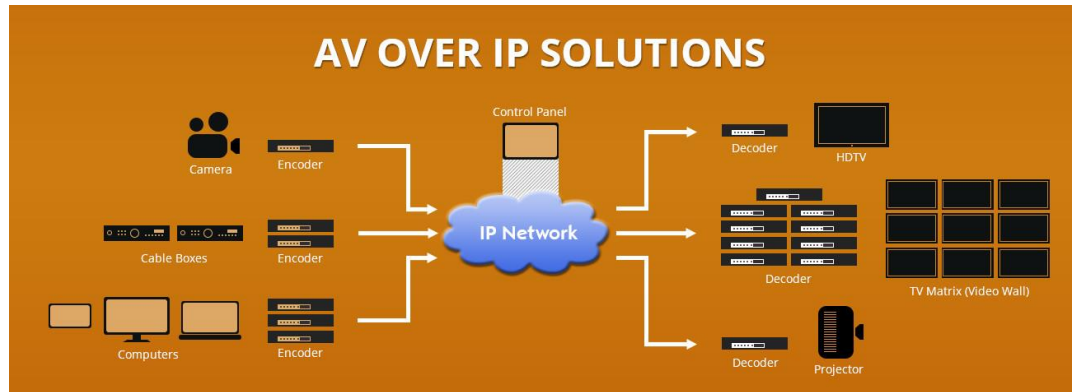 AV OVER IP SOLUTIONS
Control Panel
Camera
Encoder
Decoder
HDTV
IP Network
Cable Boxes
Encoder
Decoder
TV Matrix (Video Wall)
Computers
Encoder
Decoder
Projector